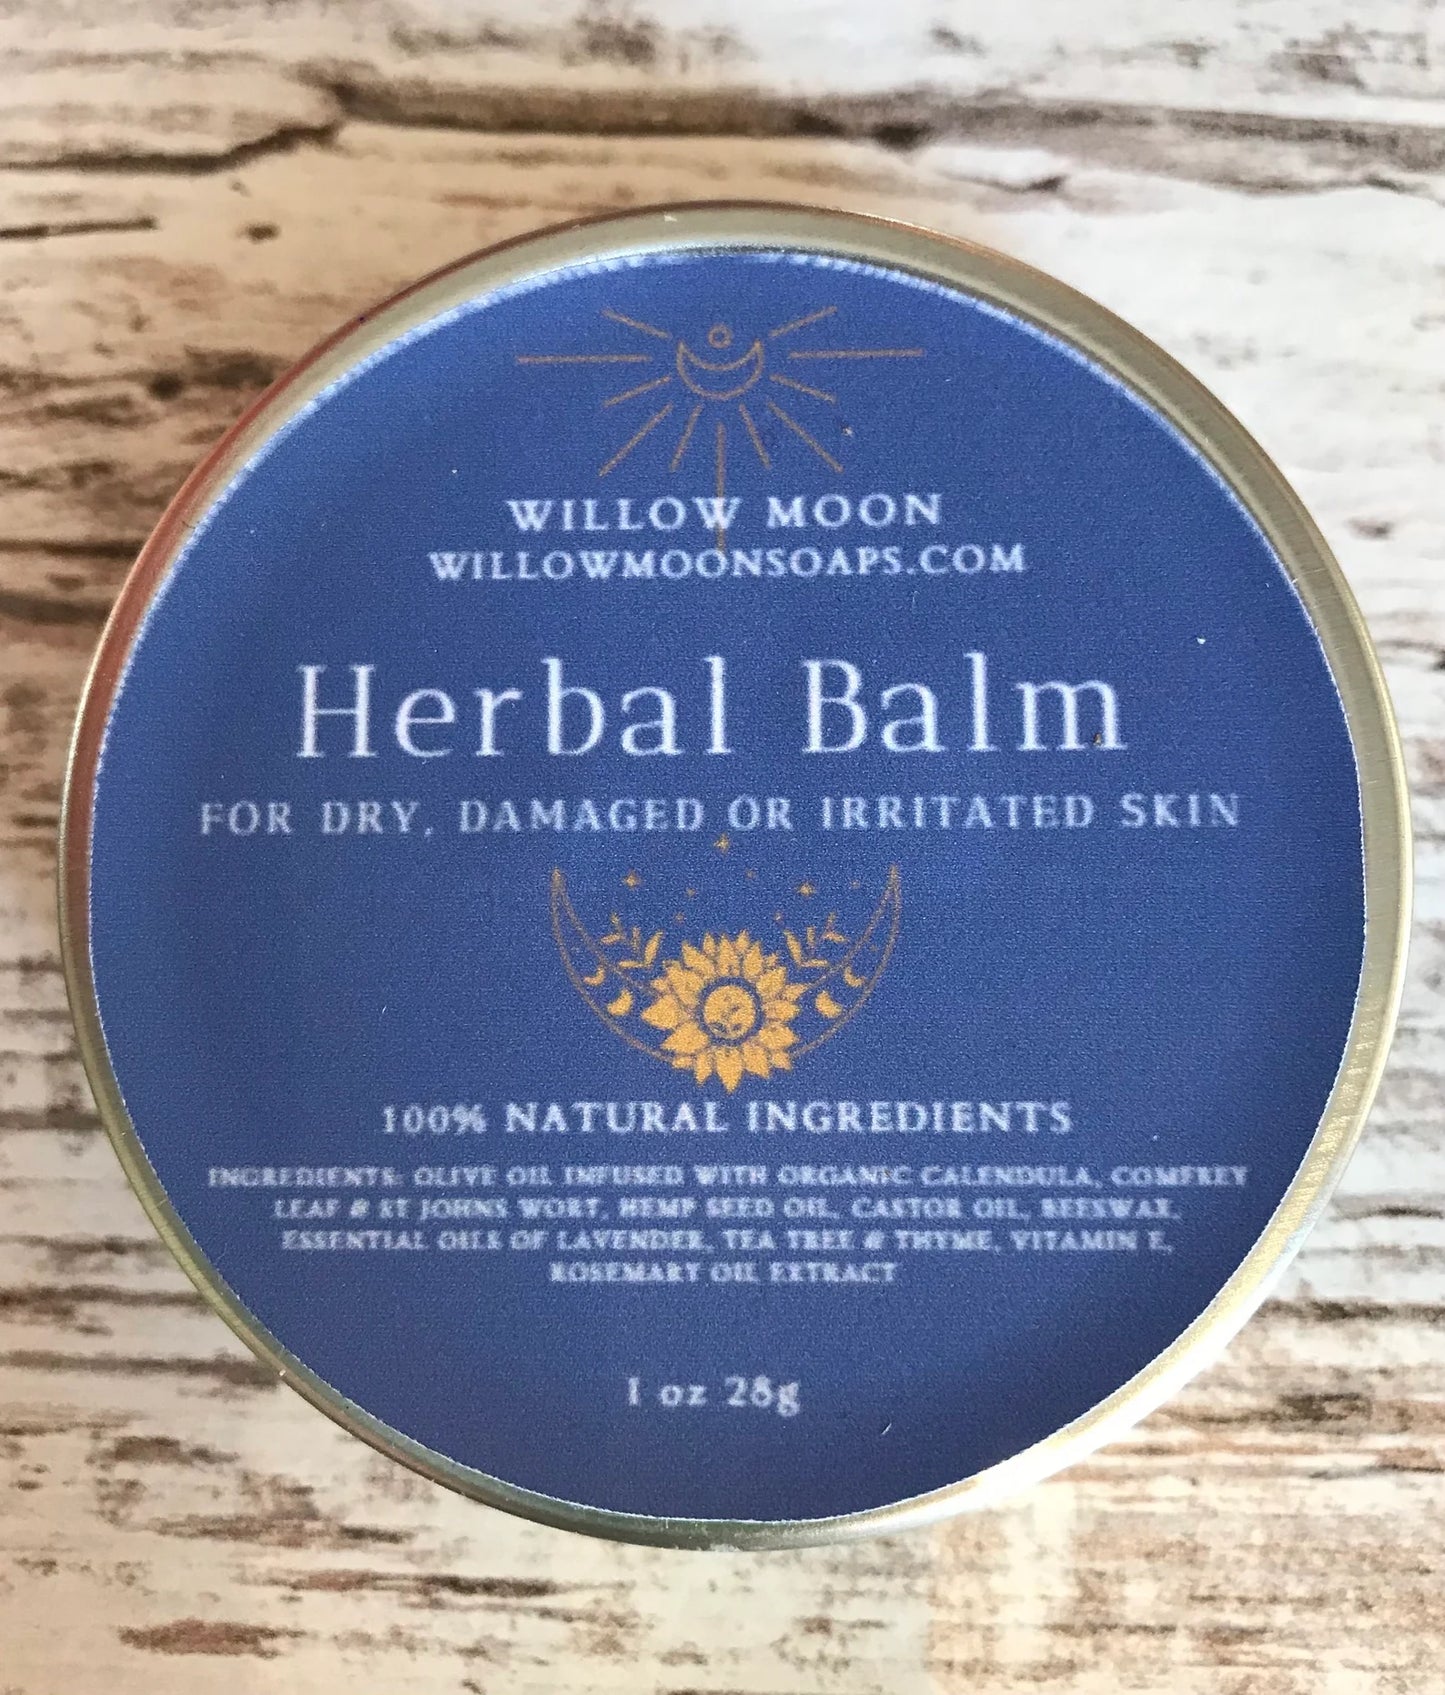 WILLOW MOON
WILLOWMOONSOAPS.COM
Herbal Balm
FOR DRY, DAMAGED OR IRRITATED SKIN
100% NATURAL INGREDIENTS
INGREDIENTS: OLIVE OIL INFUSED WITH ORGANIC CALENDULA, COMFREY
LEAF & ST JOHNS WORT, HEMP SEED OIL, CASTOR OIL, BEESWAX,
ESSENTIAL OILS OF LAVENDER, TEA TREE & THYME, VITAMIN E,
ROSEMARY OIL EXTRACT
1 oz 28g